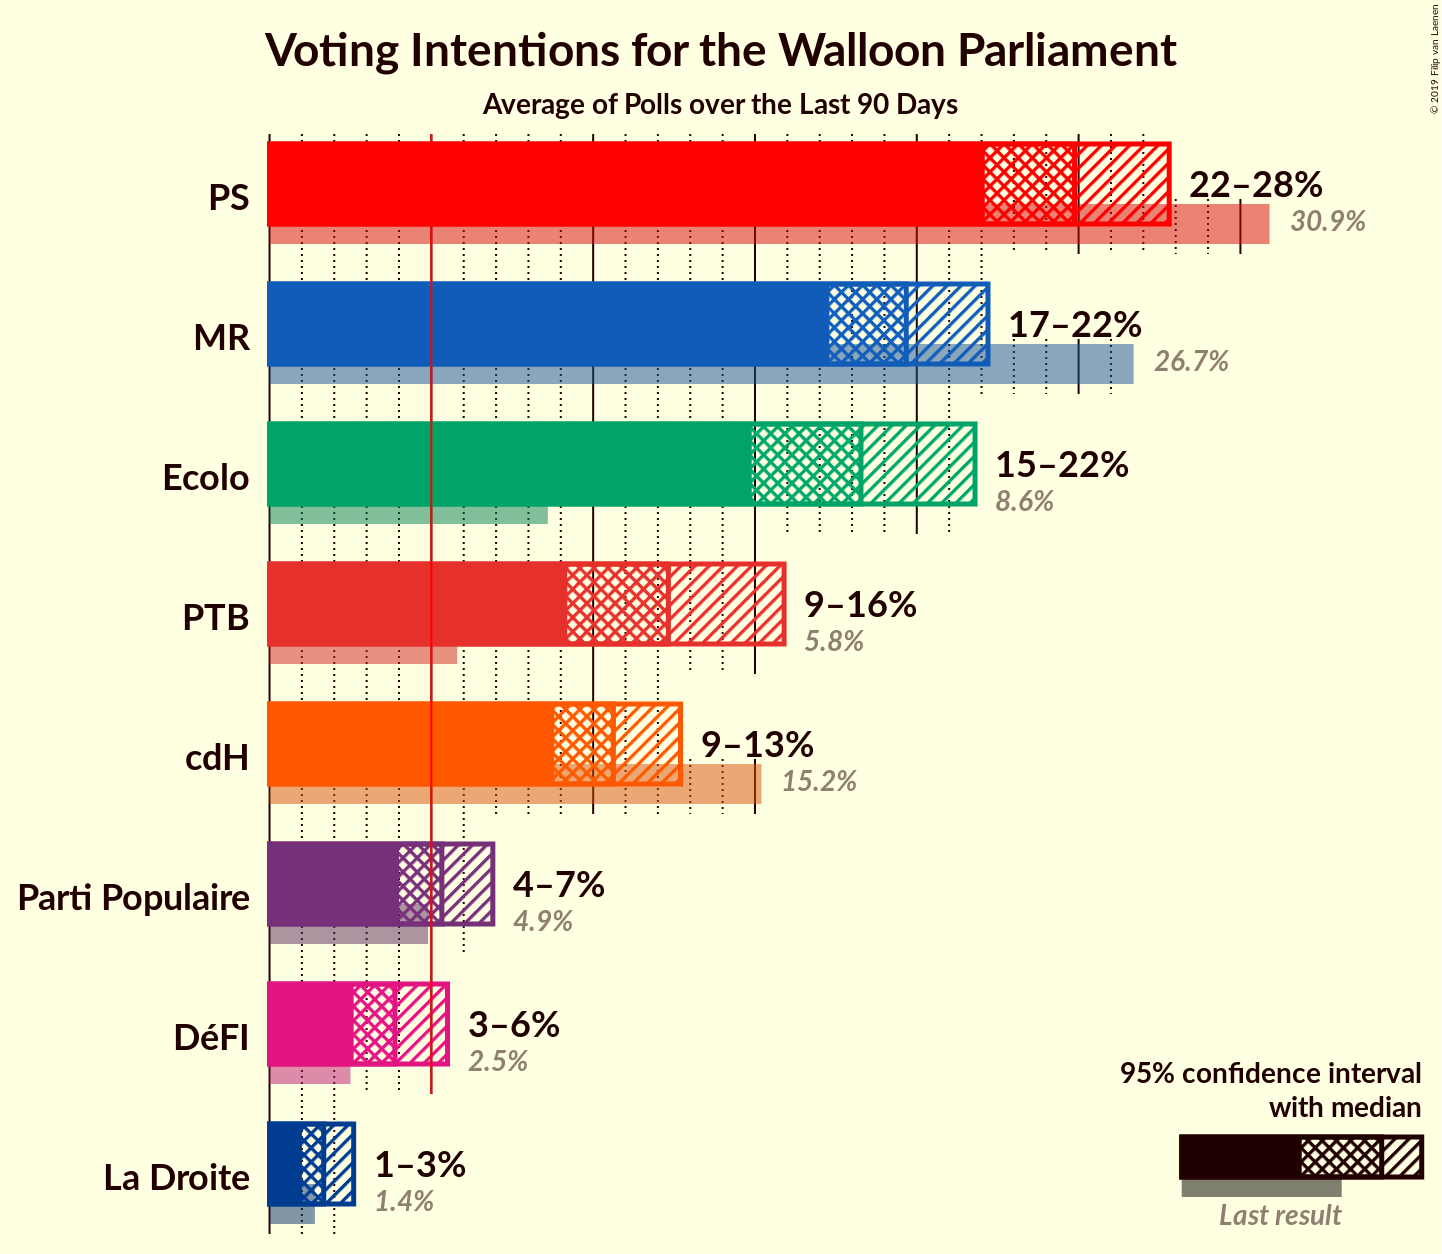 Voting Intentions for the Walloon Parliament
Average of Polls over the Last 90 Days
© 2019 Filip van Laenen
PS
22–28%
30.9%
MR
17–22%
26.7%
Ecolo
15–22%
8.6%
PTB
9–16%
5.8%
cdH
9–13%
15.2%
Parti Populaire
4–7%
4.9%
DéFI
3–6%
2.5%
La Droite
1–3%
1.4%
95% confidence interval
with median
Last result